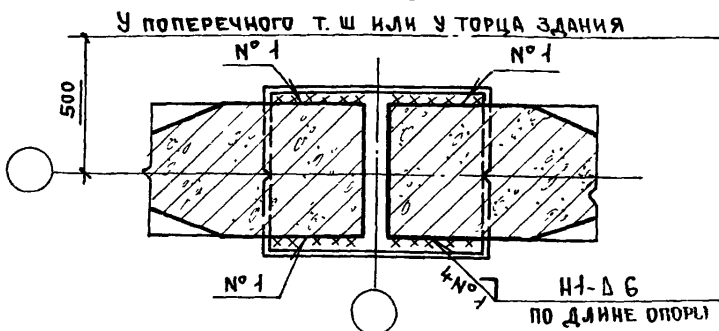 У ПОПЕРЕЧНОГО Т. Ш ИЛИ У ТОРЦА ЗДАНИЯ
№ 1
№ 1
500
№ 1
№ 1
Н1-Δ 6
ПО ДЛИНЕ ОПОРЫ